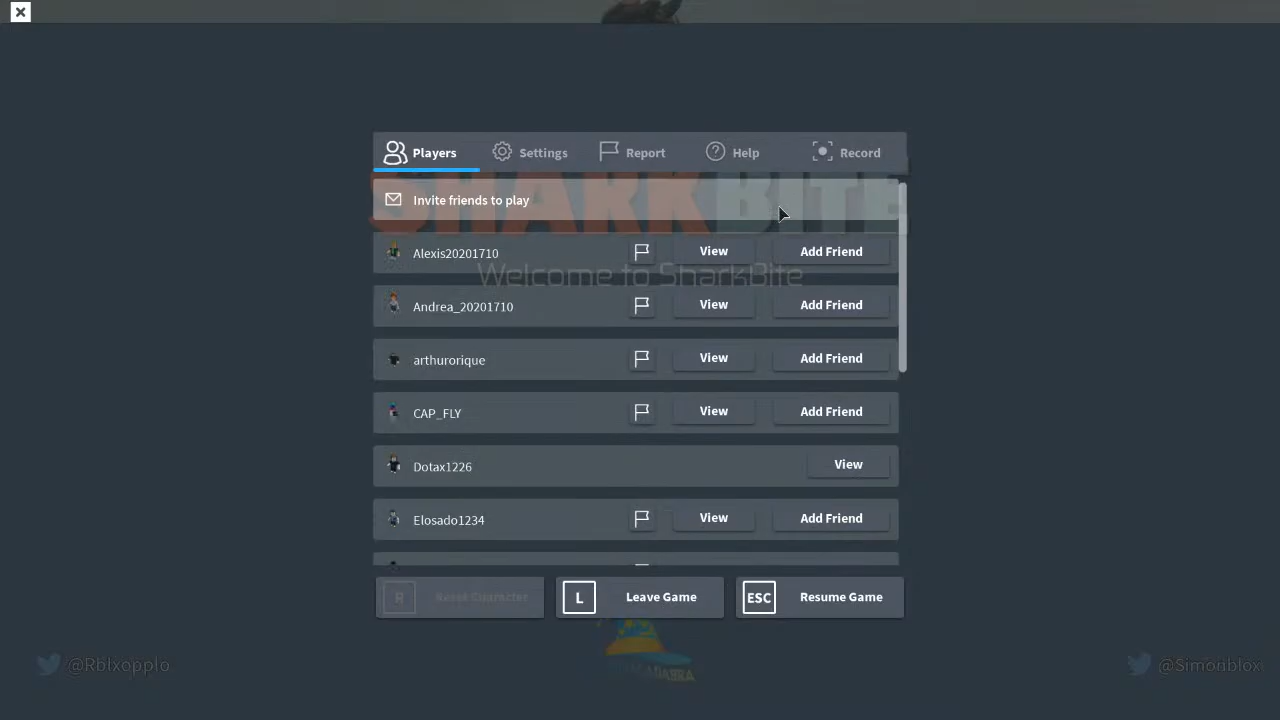 Players Settings Report Help Record
SHARKBITE
Invite friends to play
Alexis20201710 View Add Friend
Welcome to SharkBite
Andrea_20201710 View Add Friend
arthurorique View Add Friend
CAP_FLY View Add Friend
Dotax1226 View
Elosado1234 View Add Friend
R Reset Character L Leave Game ESC Resume Game
@Rblxopplo @Simonblox